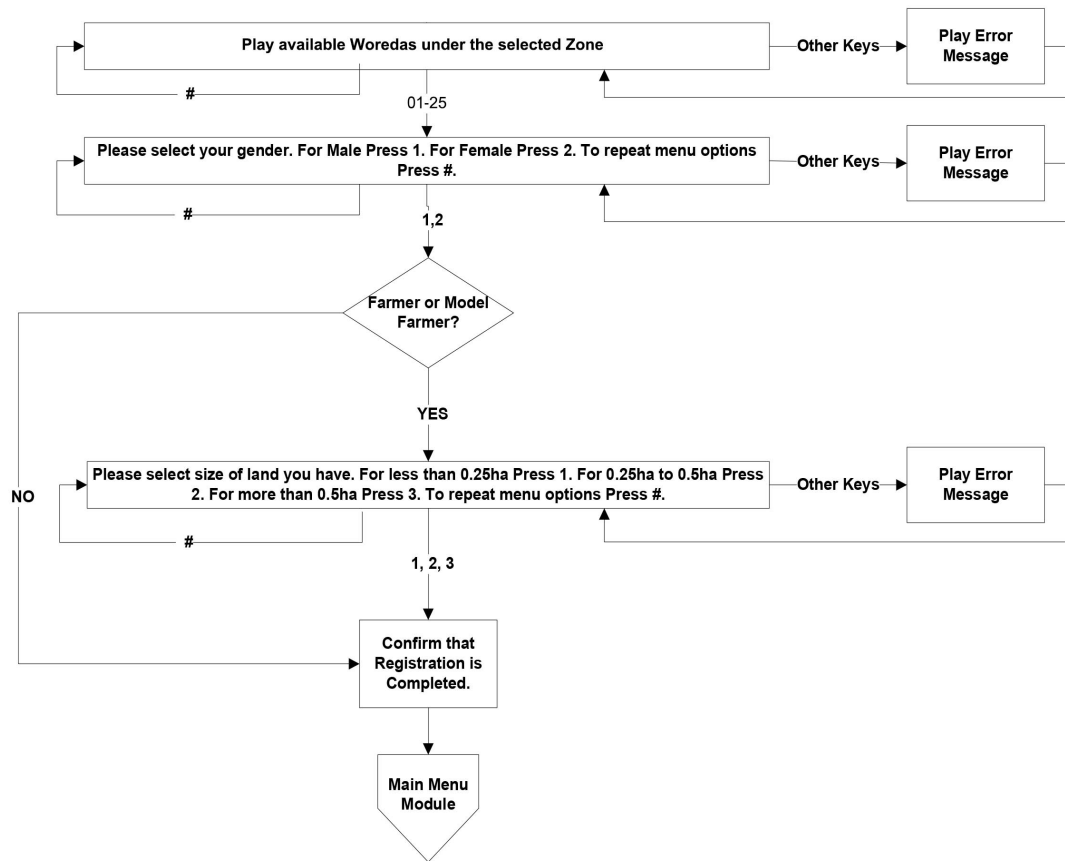 Play available Woredas under the selected Zone
Other Keys
Play Error
Message
#
01-25
Please select your gender. For Male Press 1. For Female Press 2. To repeat menu options
Press #.
Other Keys
Play Error
Message
#
1,2
Farmer or Model
Farmer?
YES
NO
Please select size of land you have. For less than 0.25ha Press 1. For 0.25ha to 0.5ha Press
2. For more than 0.5ha Press 3. To repeat menu options Press #.
Other Keys
Play Error
Message
#
1, 2, 3
Confirm that
Registration is
Completed.
Main Menu
Module